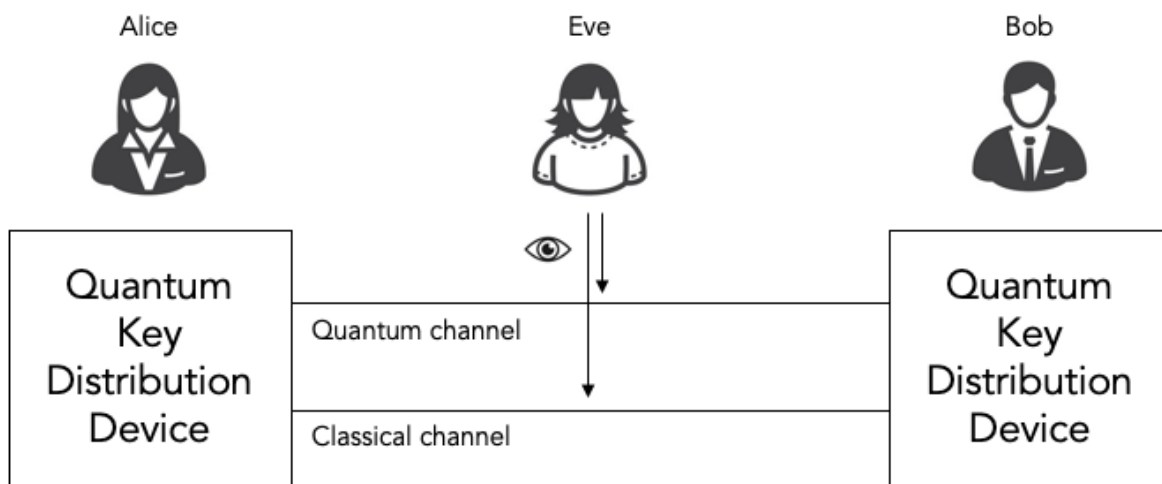 Alice
Eve
Bob
Quantum
Key
Distribution
Device
Quantum channel
Classical channel
Quantum
Key
Distribution
Device